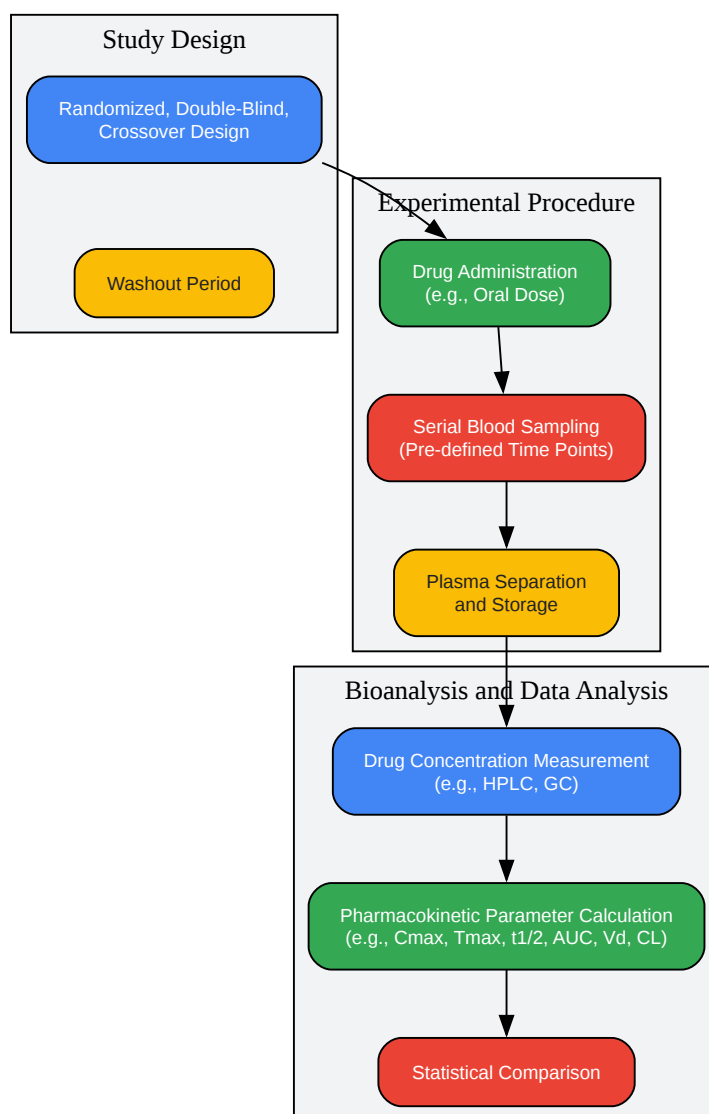 Study Design
Randomized, Double-Blind,
Crossover Design
Washout Period
Experimental Procedure
Drug Administration
(e.g., Oral Dose)
Serial Blood Sampling
(Pre-defined Time Points)
Plasma Separation
and Storage
Bioanalysis and Data Analysis
Drug Concentration Measurement
(e.g., HPLC, GC)
Pharmacokinetic Parameter Calculation
(e.g., Cmax, Tmax, t1/2, AUC, Vd, CL)
Statistical Comparison